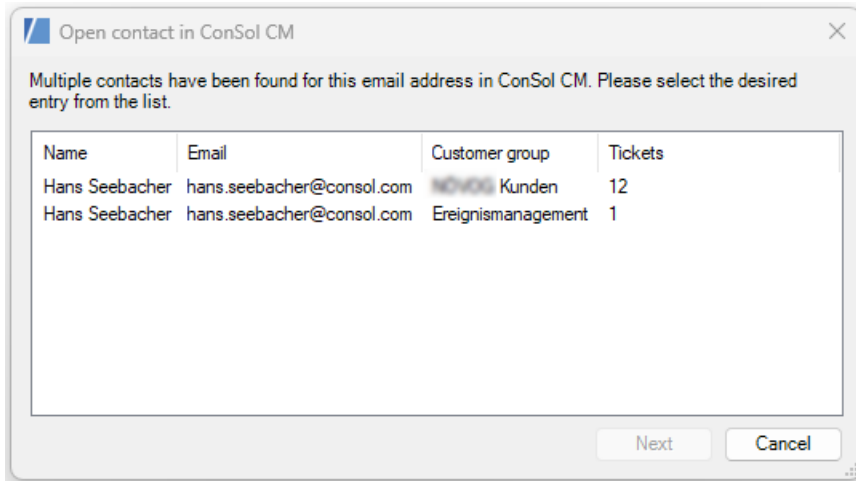 Open contact in ConSol CM
Multiple contacts have been found for this email address in ConSol CM. Please select the desired
entry from the list.
Name Email Customer group Tickets
Hans Seebacher hans.seebacher@consol.com Kunden 12
Hans Seebacher hans.seebacher@consol.com Ereignismanagement 1
Next Cancel